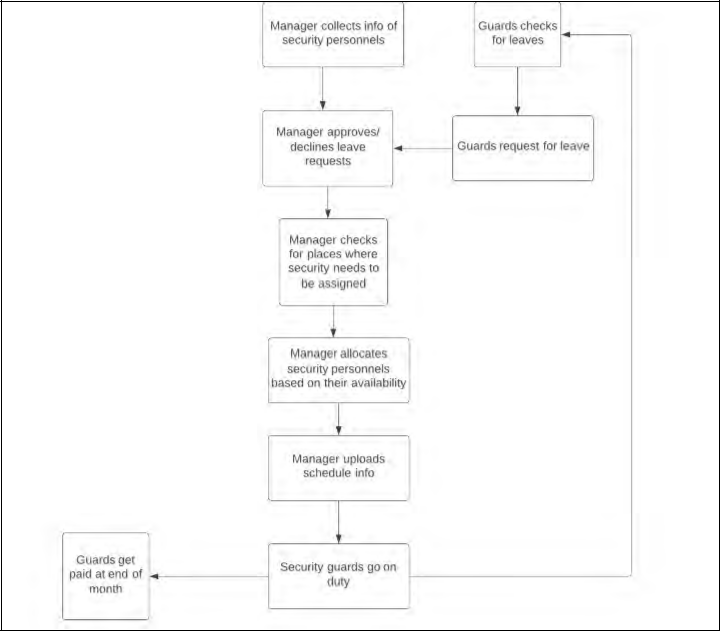 Manager collects info of
security personnels
Guards checks
for leaves
Manager approves/
declines leave
requests
Guards request for leave
Manager checks
for places where
security needs to
be assigned
Manager allocates
security personnels
based on their availability
Manager uploads
schedule info
Guards get
paid at end of
month
Security guards go on
duty